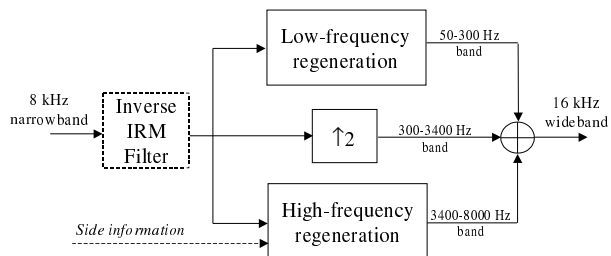 Low-frequency
regeneration
50-300 Hz
band
8 kHz
narrowband
Inverse
IRM
Filter
↑2
300-3400 Hz
band
16 kHz
wideband
High-frequency
regeneration
3400-8000 Hz
band
Side information